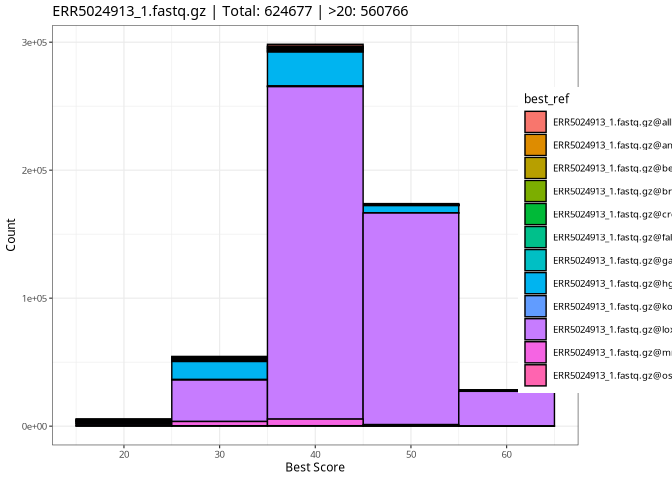 ERR5024913_1.fastq.gz | Total: 624677 | >20: 560766
3e+05
2e+05
1e+05
0e+00
Count
20
30
40
50
60
Best Score
best_ref
ERR5024913_1.fastq.gz@all
ERR5024913_1.fastq.gz@an
ERR5024913_1.fastq.gz@be
ERR5024913_1.fastq.gz@br
ERR5024913_1.fastq.gz@cr
ERR5024913_1.fastq.gz@fal
ERR5024913_1.fastq.gz@ga
ERR5024913_1.fastq.gz@hg
ERR5024913_1.fastq.gz@ko
ERR5024913_1.fastq.gz@lox
ERR5024913_1.fastq.gz@m
ERR5024913_1.fastq.gz@os